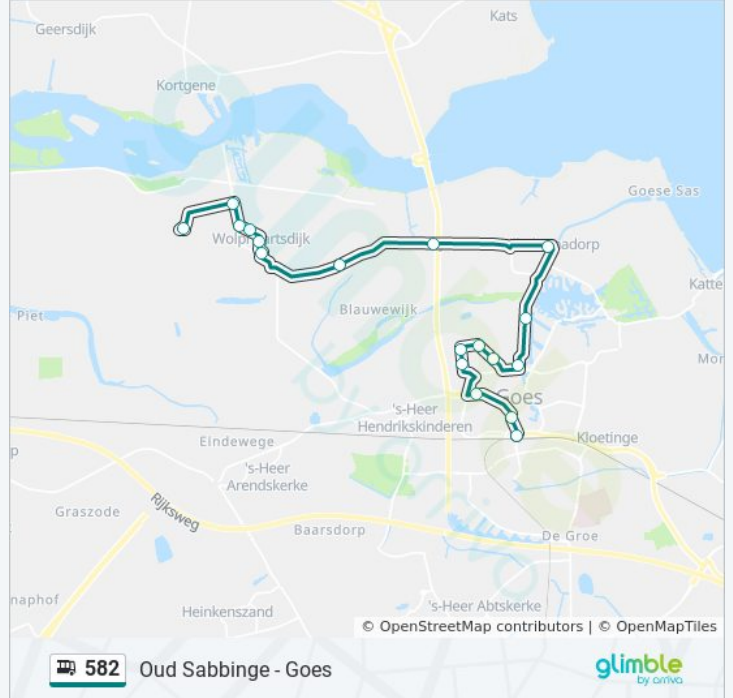 Kats
Geersdijk
Kortgene
Goese Sas
Wolphaartsdijk
adorp
Katte
Piet
Blauwewijk
Mor
Goes
's-Heer
Hendrikskinderen
Kloetinge
Eindewege
p
's-Heer
Arendskerke
Rijksweg
Graszode
Baarsdorp
De Groe
naphof
Heinkenszand
's-Heer Abtskerke
© OpenStreetMap contributors | © OpenMapTiles
582 Oud Sabbinge - Goes
glimble
by arriva